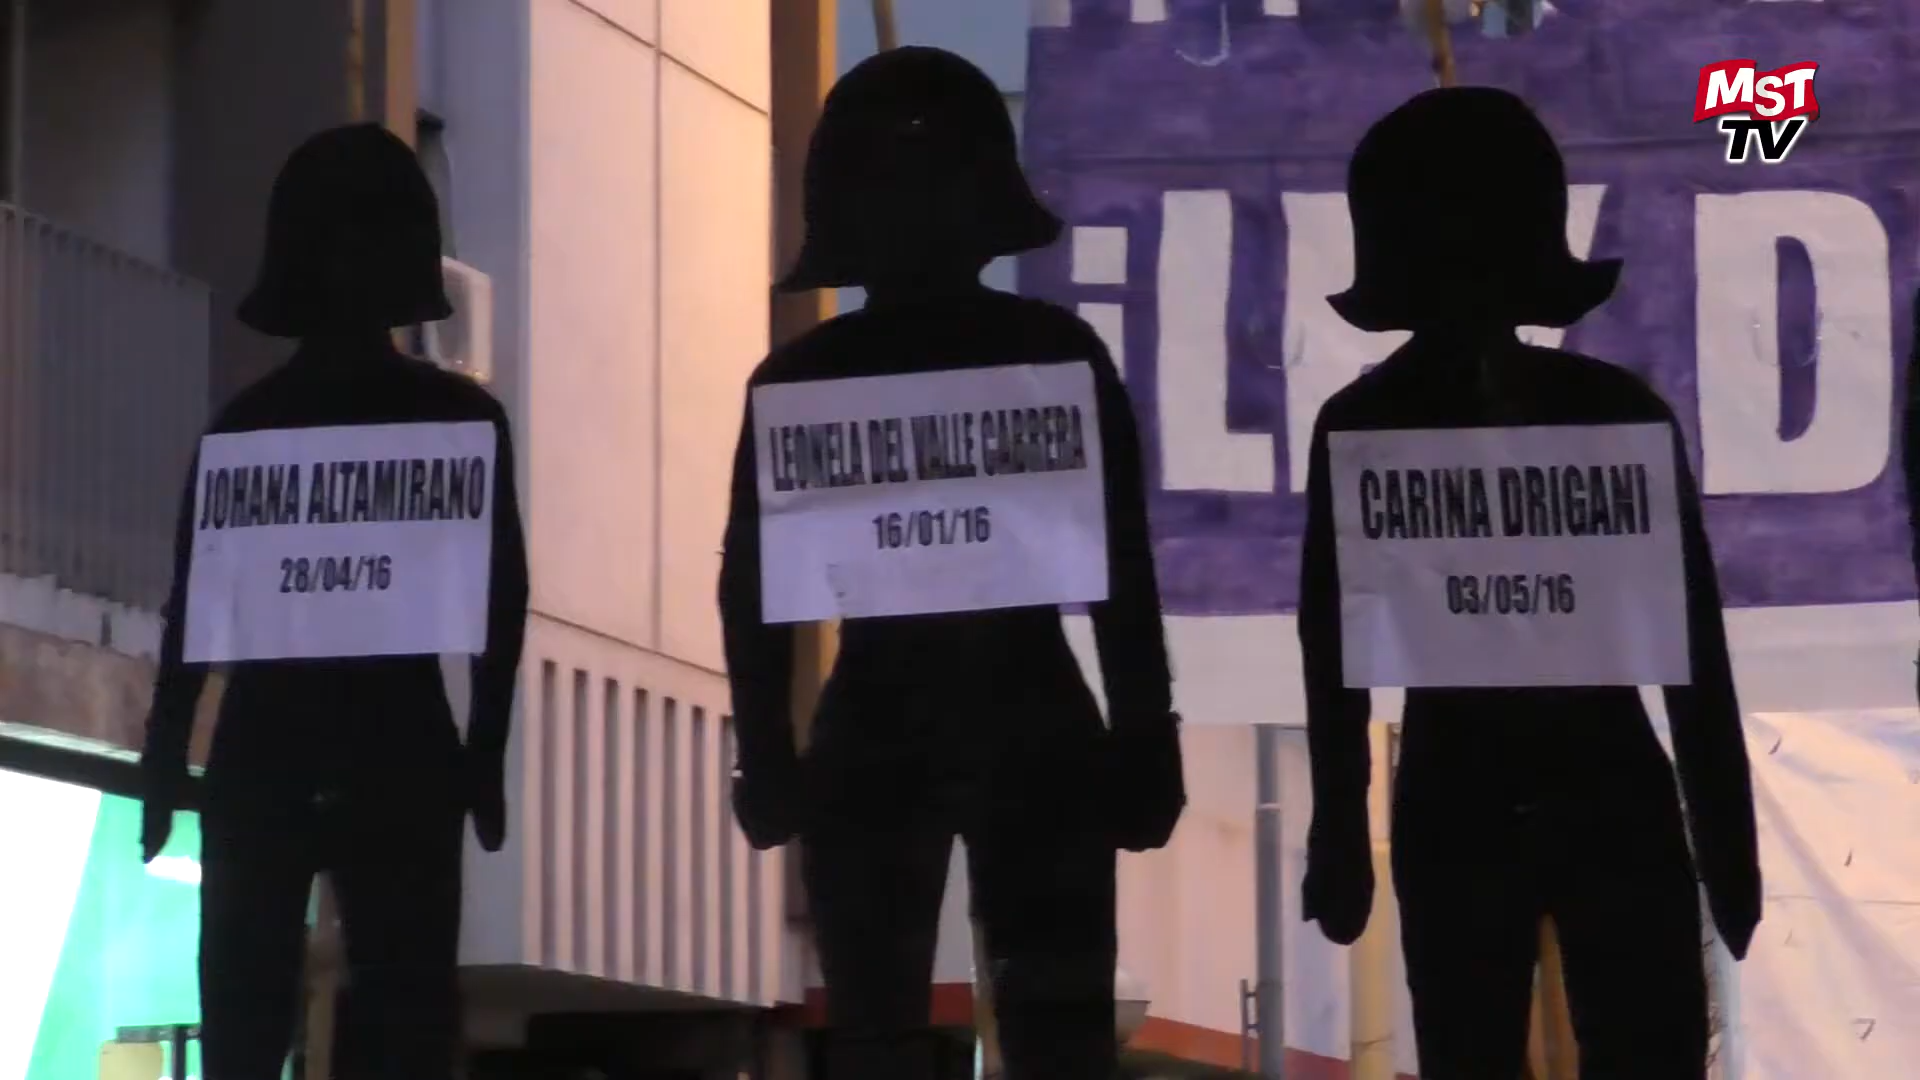 MST
TV
¡LEY D
JOHANA ALTAMIRANO
28/04/16
LEONELA DEL VALLE CABRERA
16/01/16
CARINA DRIGANI
03/05/16